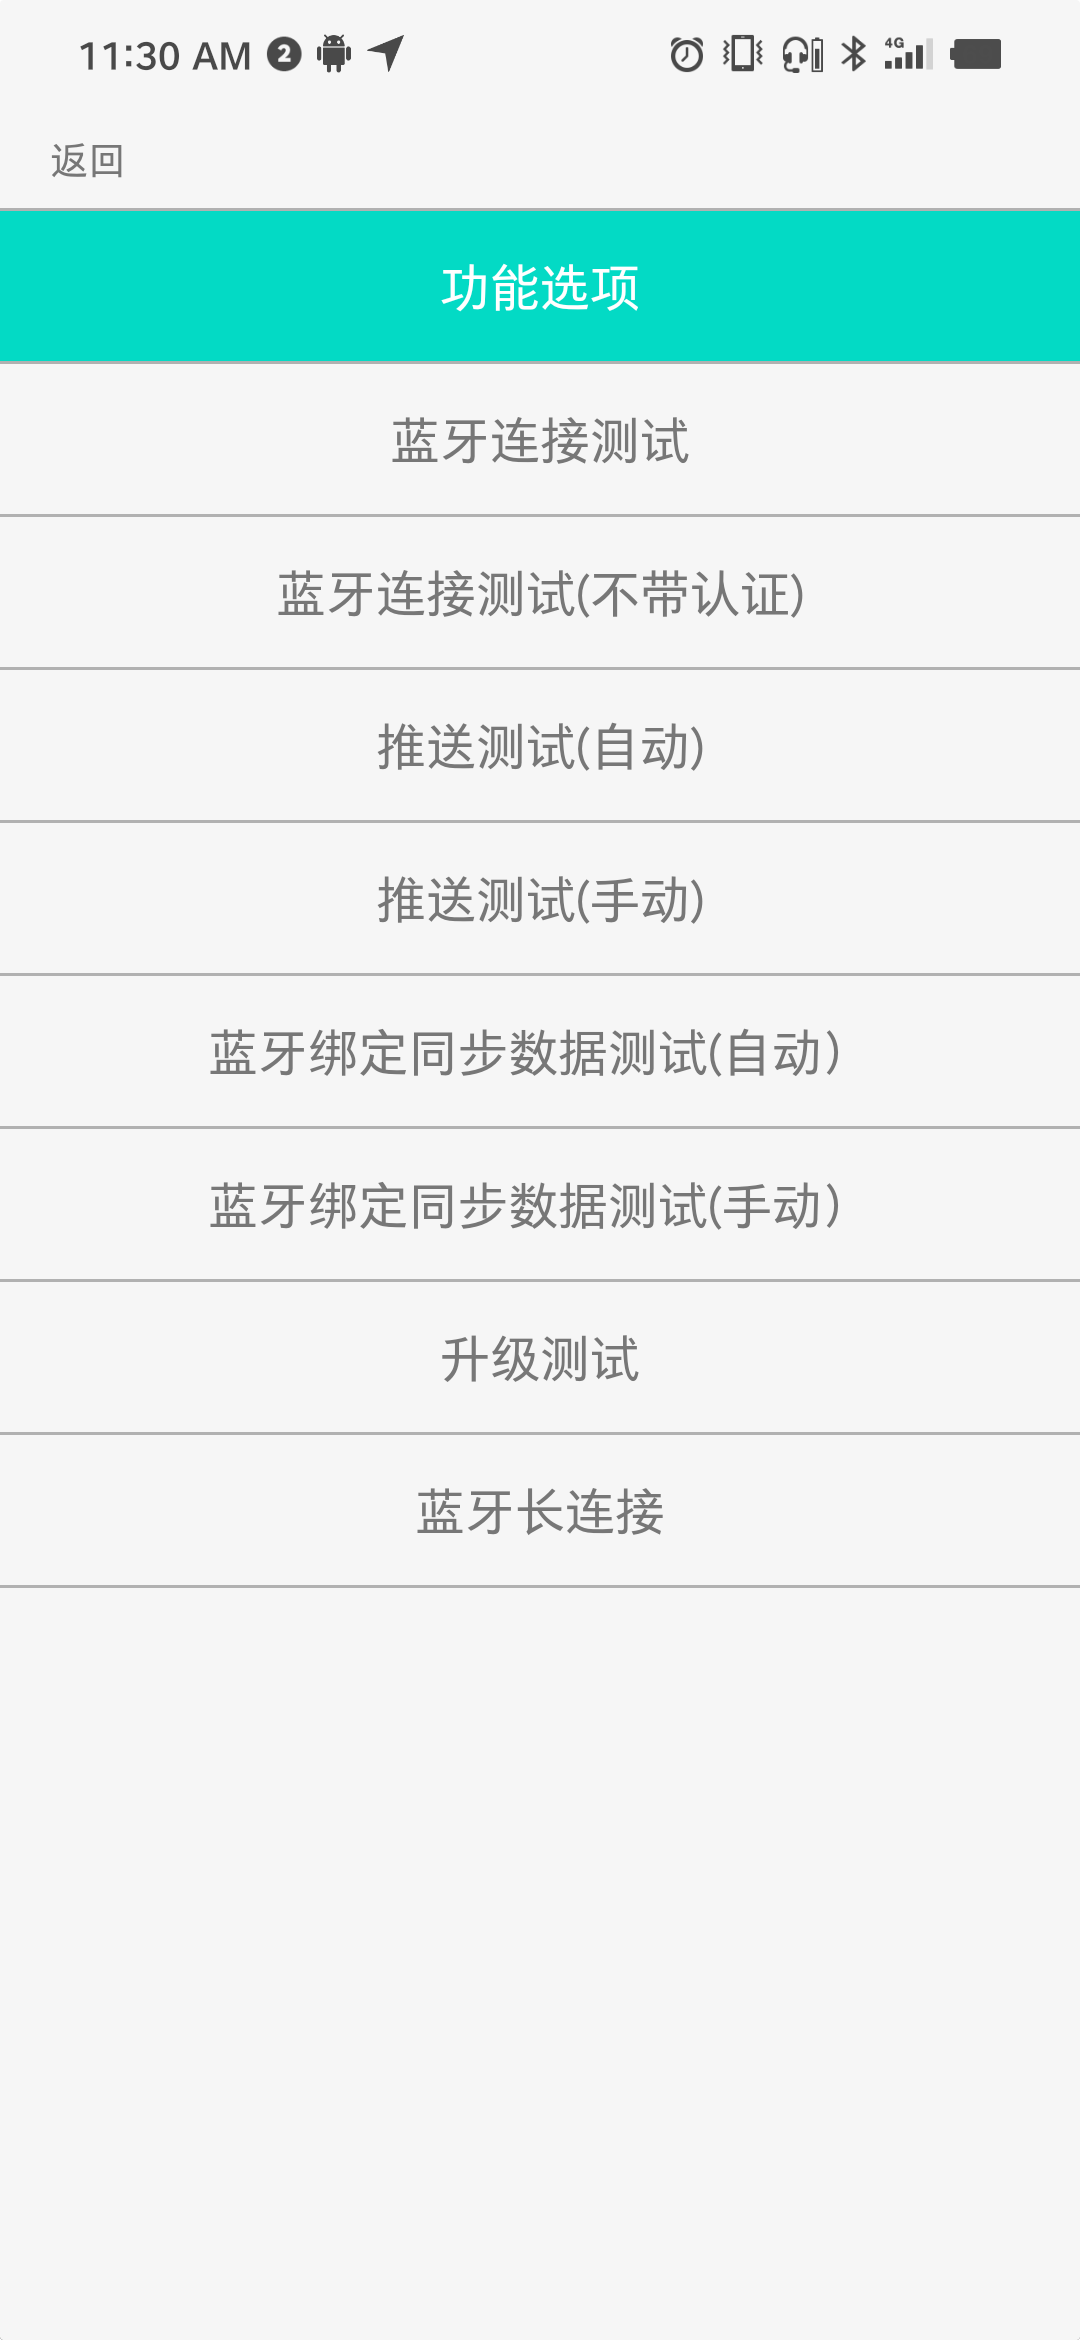 11:30 AM 2 4G
返回
功能选项
蓝牙连接测试
蓝牙连接测试(不带认证)
推送测试(自动)
推送测试(手动)
蓝牙绑定同步数据测试(自动）
蓝牙绑定同步数据测试(手动）
升级测试
蓝牙长连接